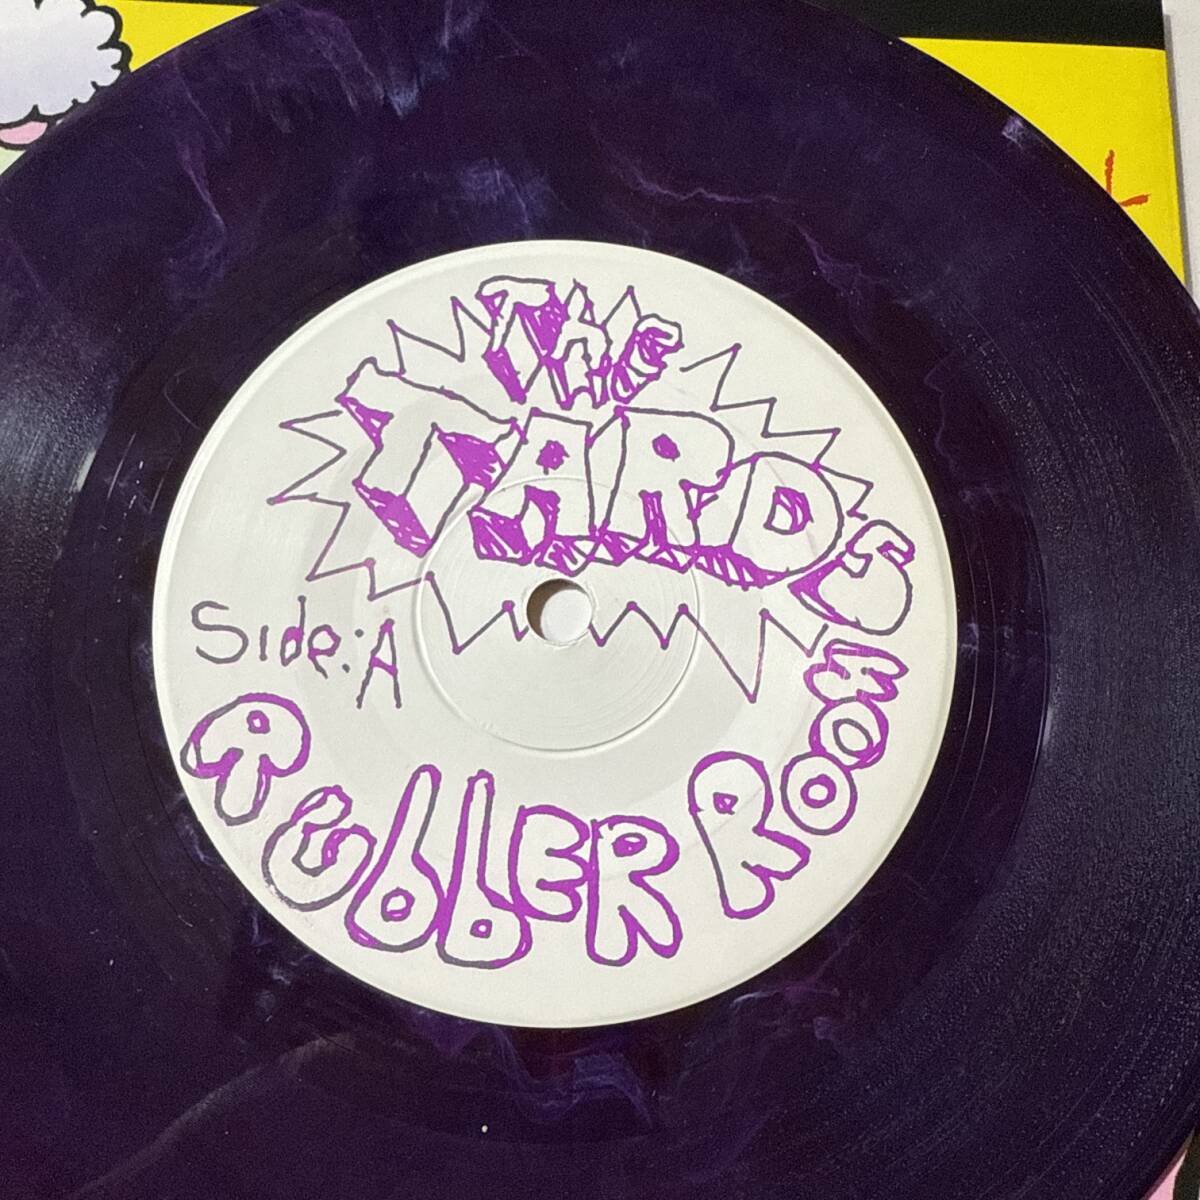 THE
TARDS
Side: A
RUbbER ROOM